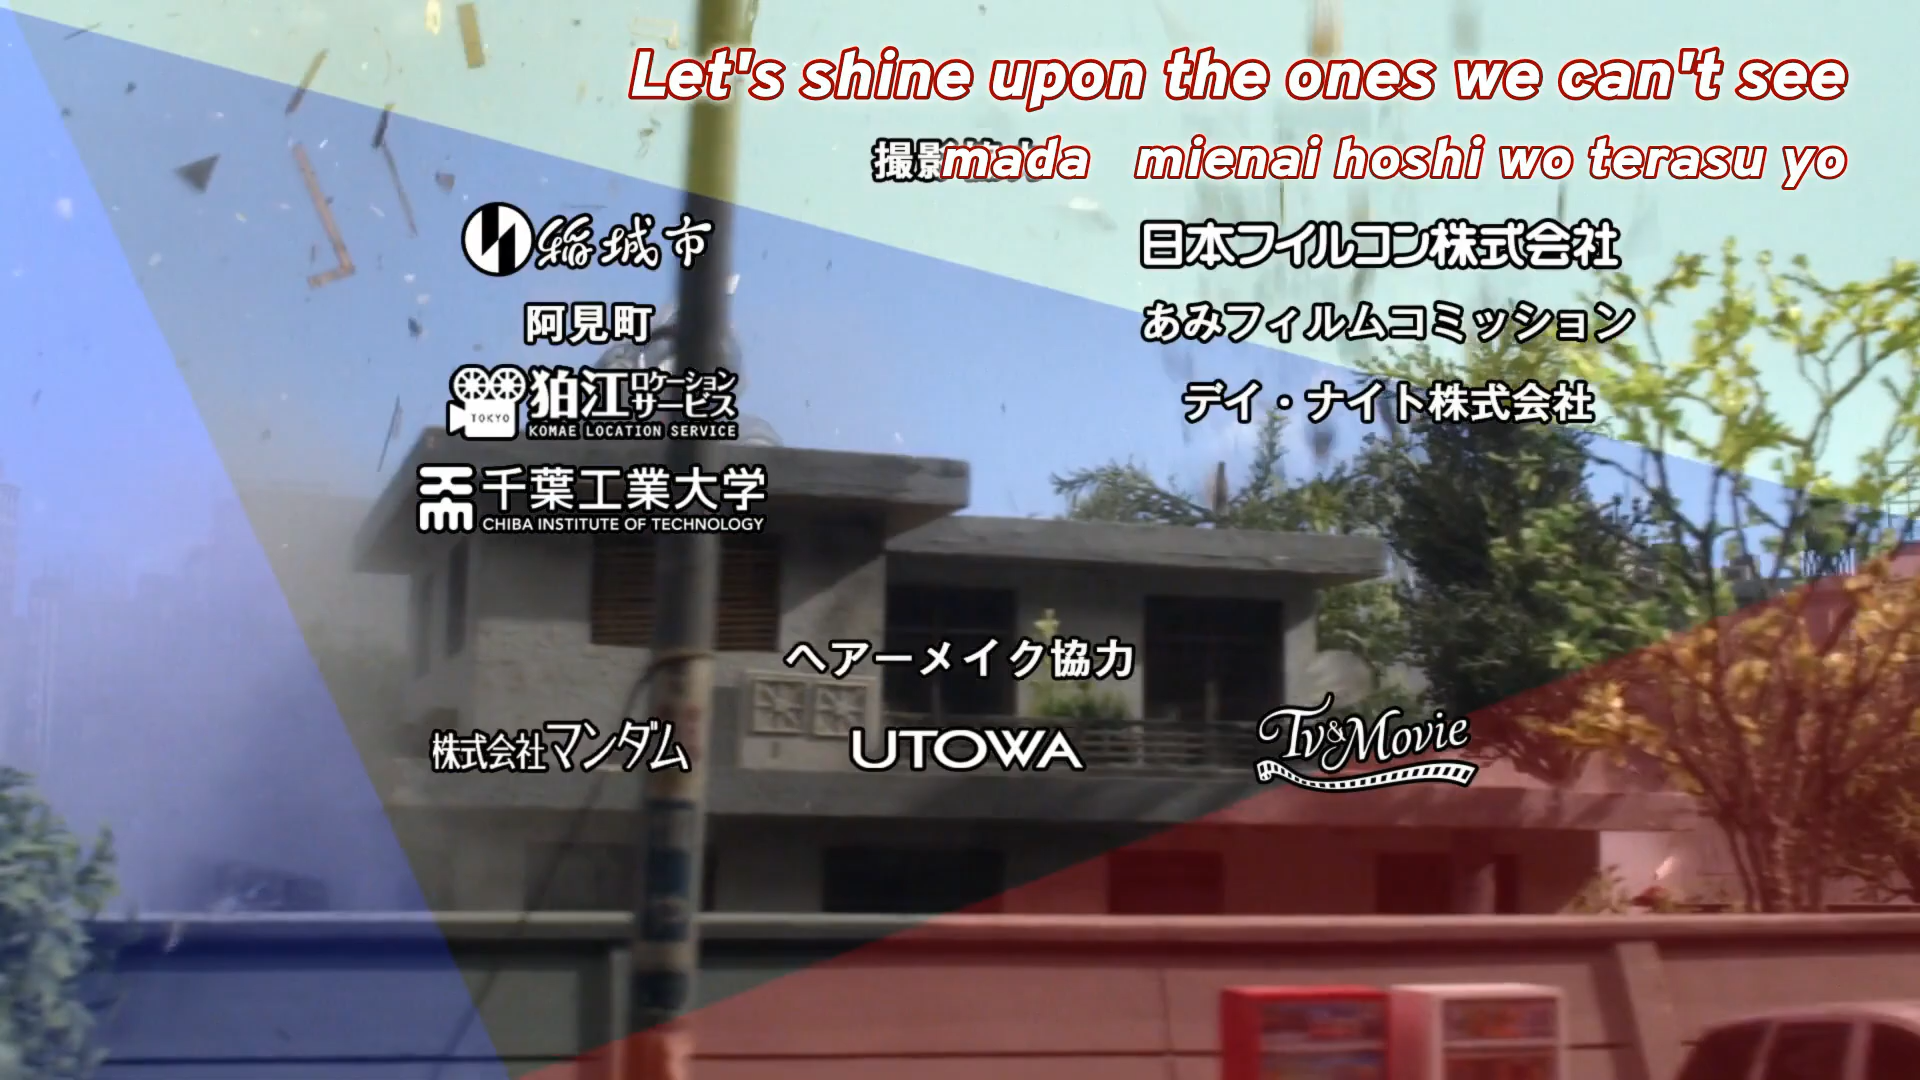 Let's shine upon the ones we can't see
mada mienai hoshi wo terasu yo
撮影協力
稲城市
日本フイルコン株式会社
阿見町
あみフィルムコミッション
TOKYO
狛江ロケーションサービス
KOMAE LOCATION SERVICE
デイ・ナイト株式会社
千葉工業大学
CHIBA INSTITUTE OF TECHNOLOGY
ヘアーメイク協力
株式会社マンダム
UTOWA
Tv&Movie